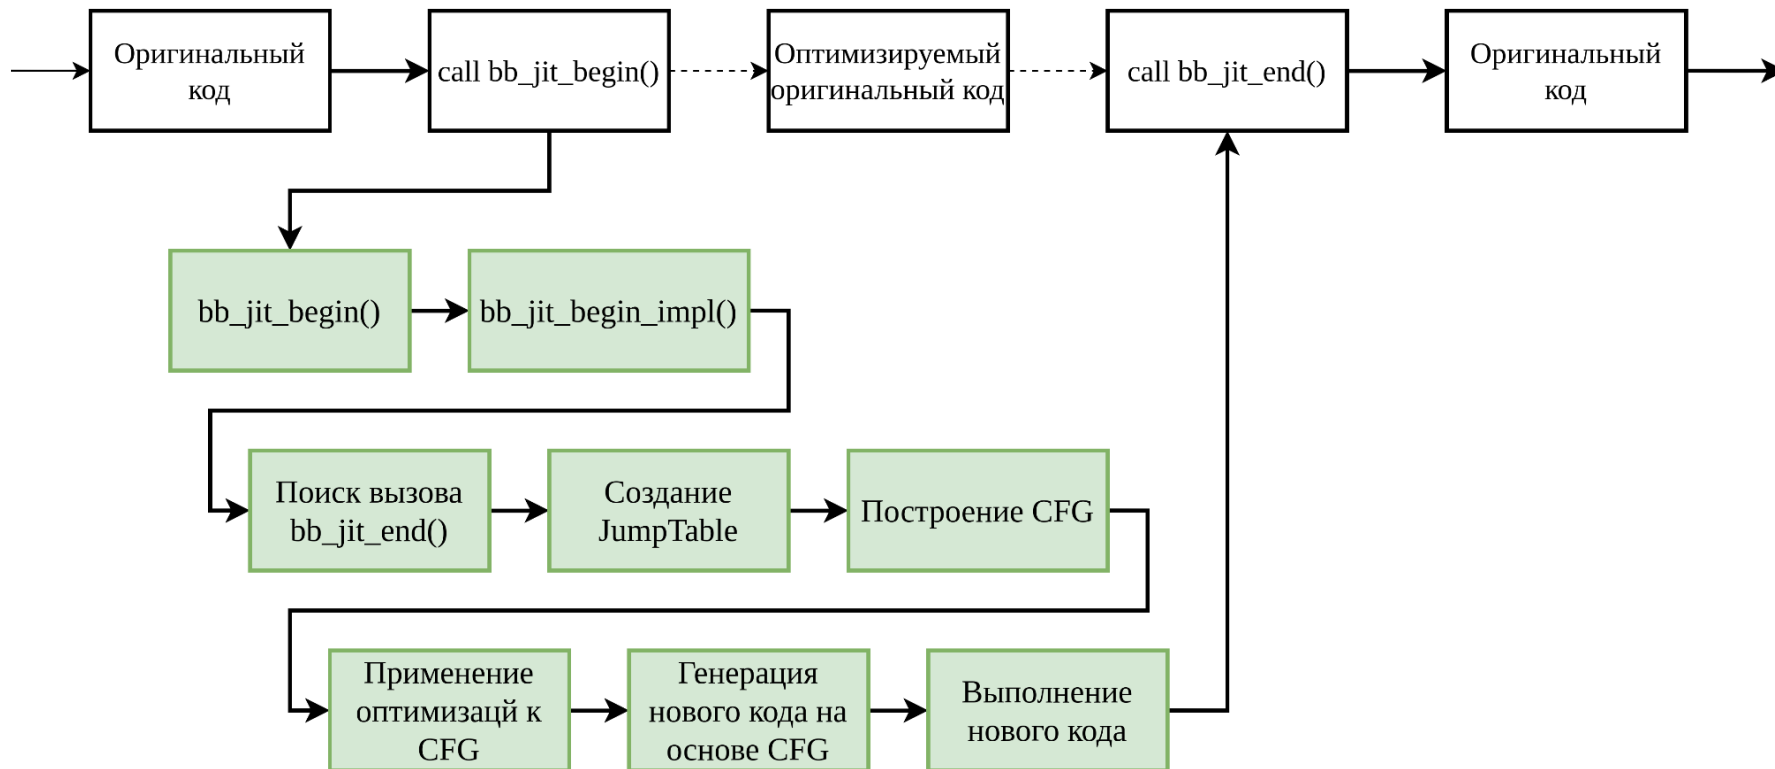 Оригинальный
код
call bb_jit_begin()
Оптимизируемый
оригинальный код
call bb_jit_end()
Оригинальный
код
bb_jit_begin()
bb_jit_begin_impl()
Поиск вызова
bb_jit_end()
Создание
JumpTable
Построение CFG
Применение
оптимизацй к
CFG
Генерация
нового кода на
основе CFG
Выполнение
нового кода